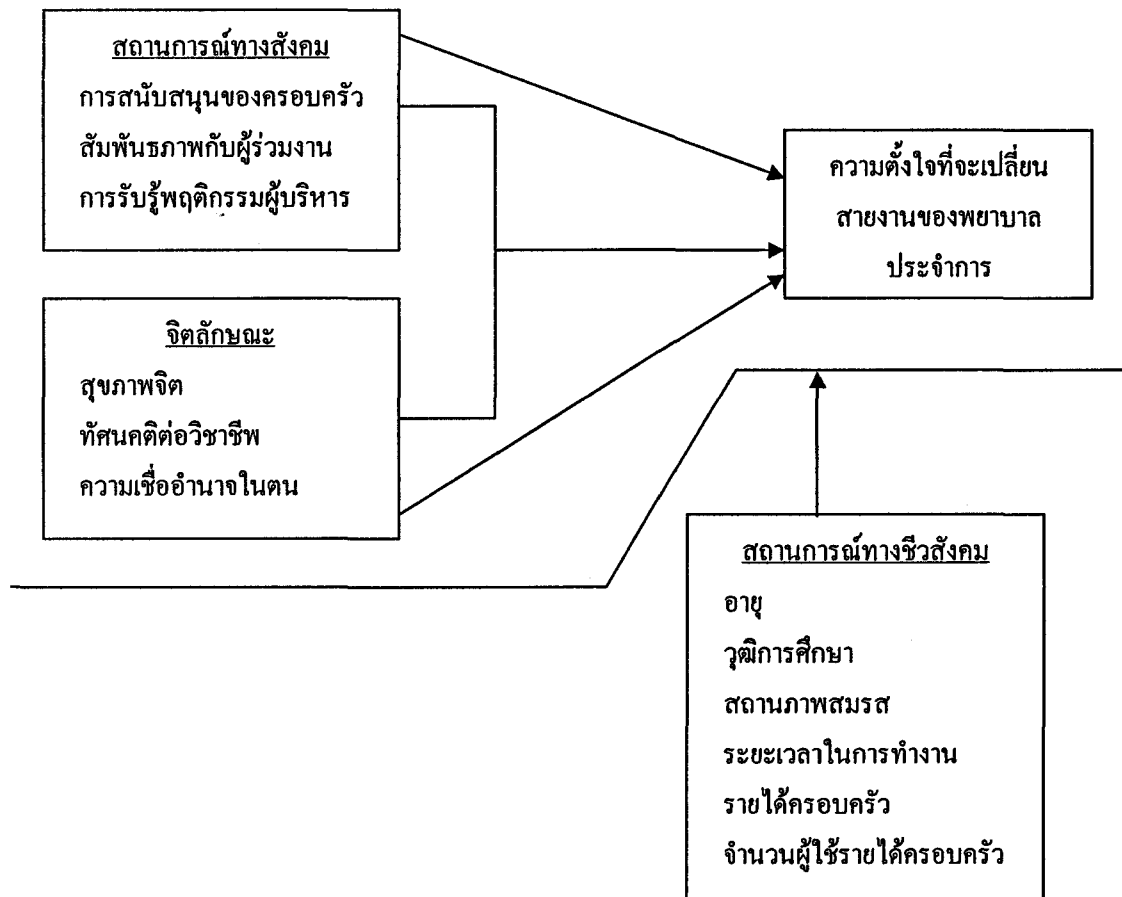 สถานการณ์ทางสังคม
การสนับสนุนของครอบครัว
สัมพันธภาพกับผู้ร่วมงาน
การรับรู้พฤติกรรมผู้บริหาร
ความตั้งใจที่จะเปลี่ยน
สายงานของพยาบาล
ประจำการ
จิตลักษณะ
สุขภาพจิต
ทัศนคติต่อวิชาชีพ
ความเชื่ออำนาจในตน
สถานการณ์ทางชีวสังคม
อายุ
วุฒิการศึกษา
สถานภาพสมรส
ระยะเวลาในการทำงาน
รายได้ครอบครัว
จำนวนผู้ใช้รายได้ครอบครัว